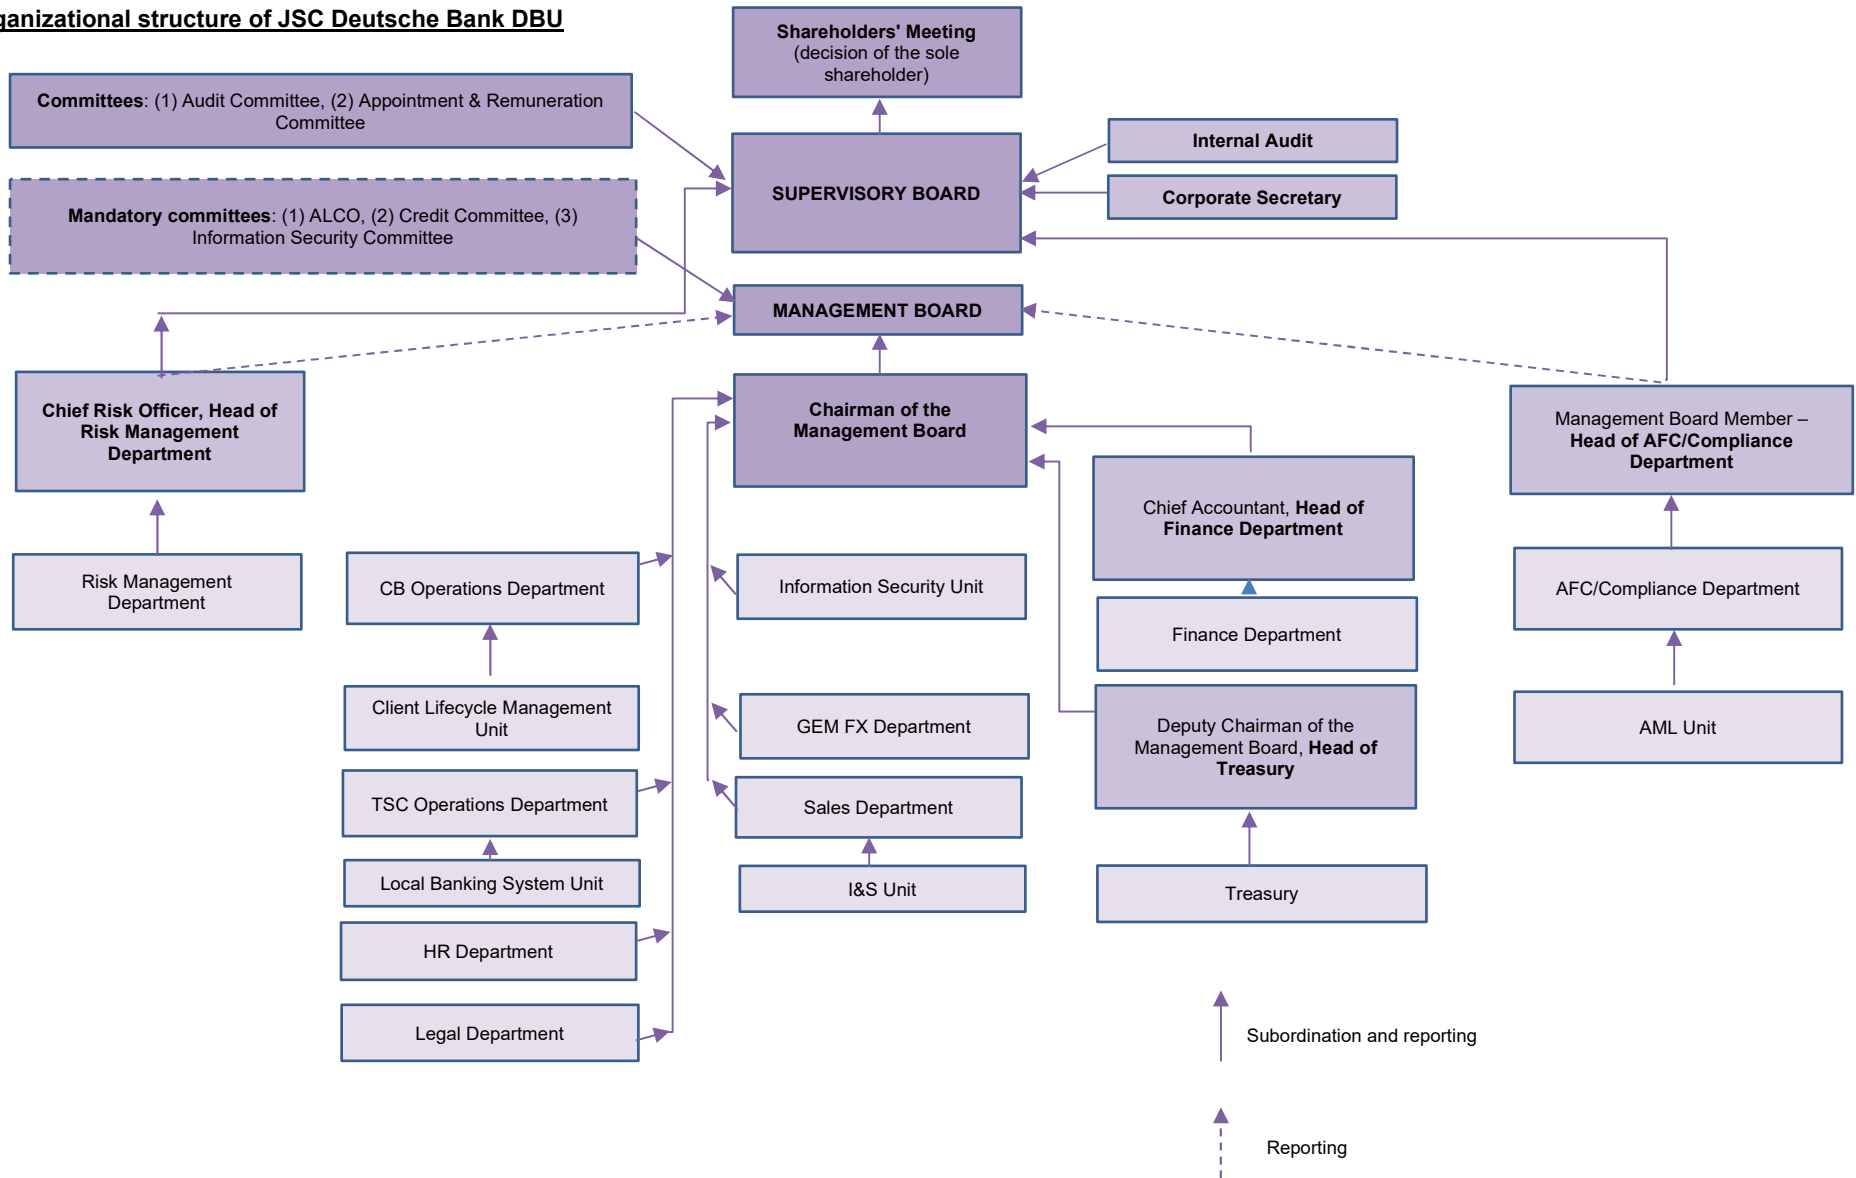 ganizational structure of JSC Deutsche Bank DBU
Shareholders' Meeting
(decision of the sole
shareholder)
Committees: (1) Audit Committee, (2) Appointment & Remuneration
Committee
Internal Audit
SUPERVISORY BOARD
Corporate Secretary
Mandatory committees: (1) ALCO, (2) Credit Committee, (3)
Information Security Committee
MANAGEMENT BOARD
Chief Risk Officer, Head of
Risk Management
Department
Chairman of the
Management Board
Management Board Member –
Head of AFC/Compliance
Department
Chief Accountant, Head of
Finance Department
Risk Management
Department
CB Operations Department
Information Security Unit
AFC/Compliance Department
Finance Department
Client Lifecycle Management
Unit
GEM FX Department
Deputy Chairman of the
Management Board, Head of
Treasury
AML Unit
TSC Operations Department
Sales Department
Local Banking System Unit
I&S Unit
Treasury
HR Department
Legal Department
Subordination and reporting
Reporting